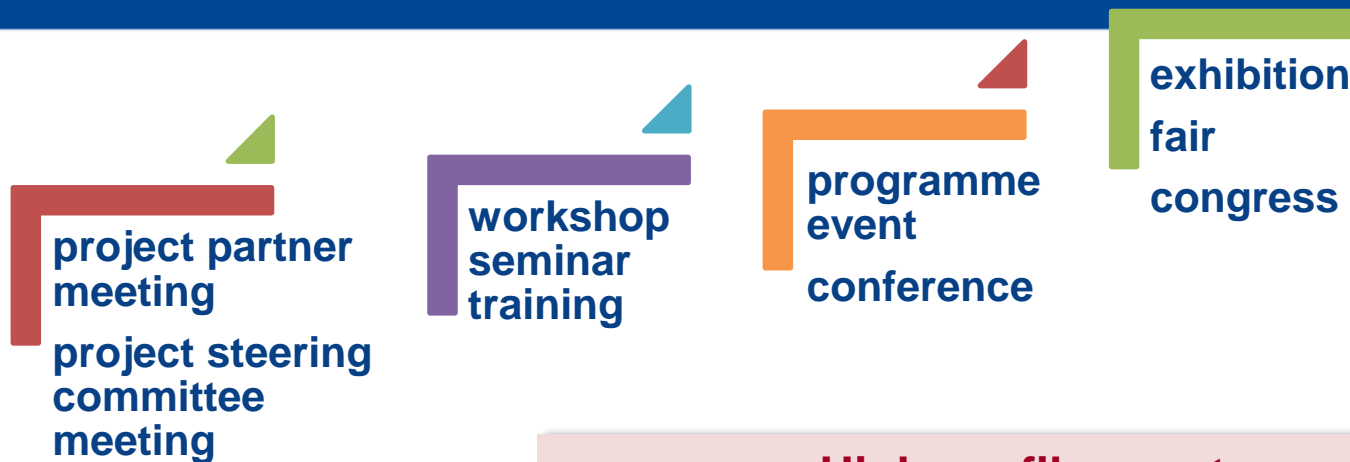 project partner
meeting
project steering
committee
meeting
workshop
seminar
training
programme
event
conference
exhibition
fair
congress